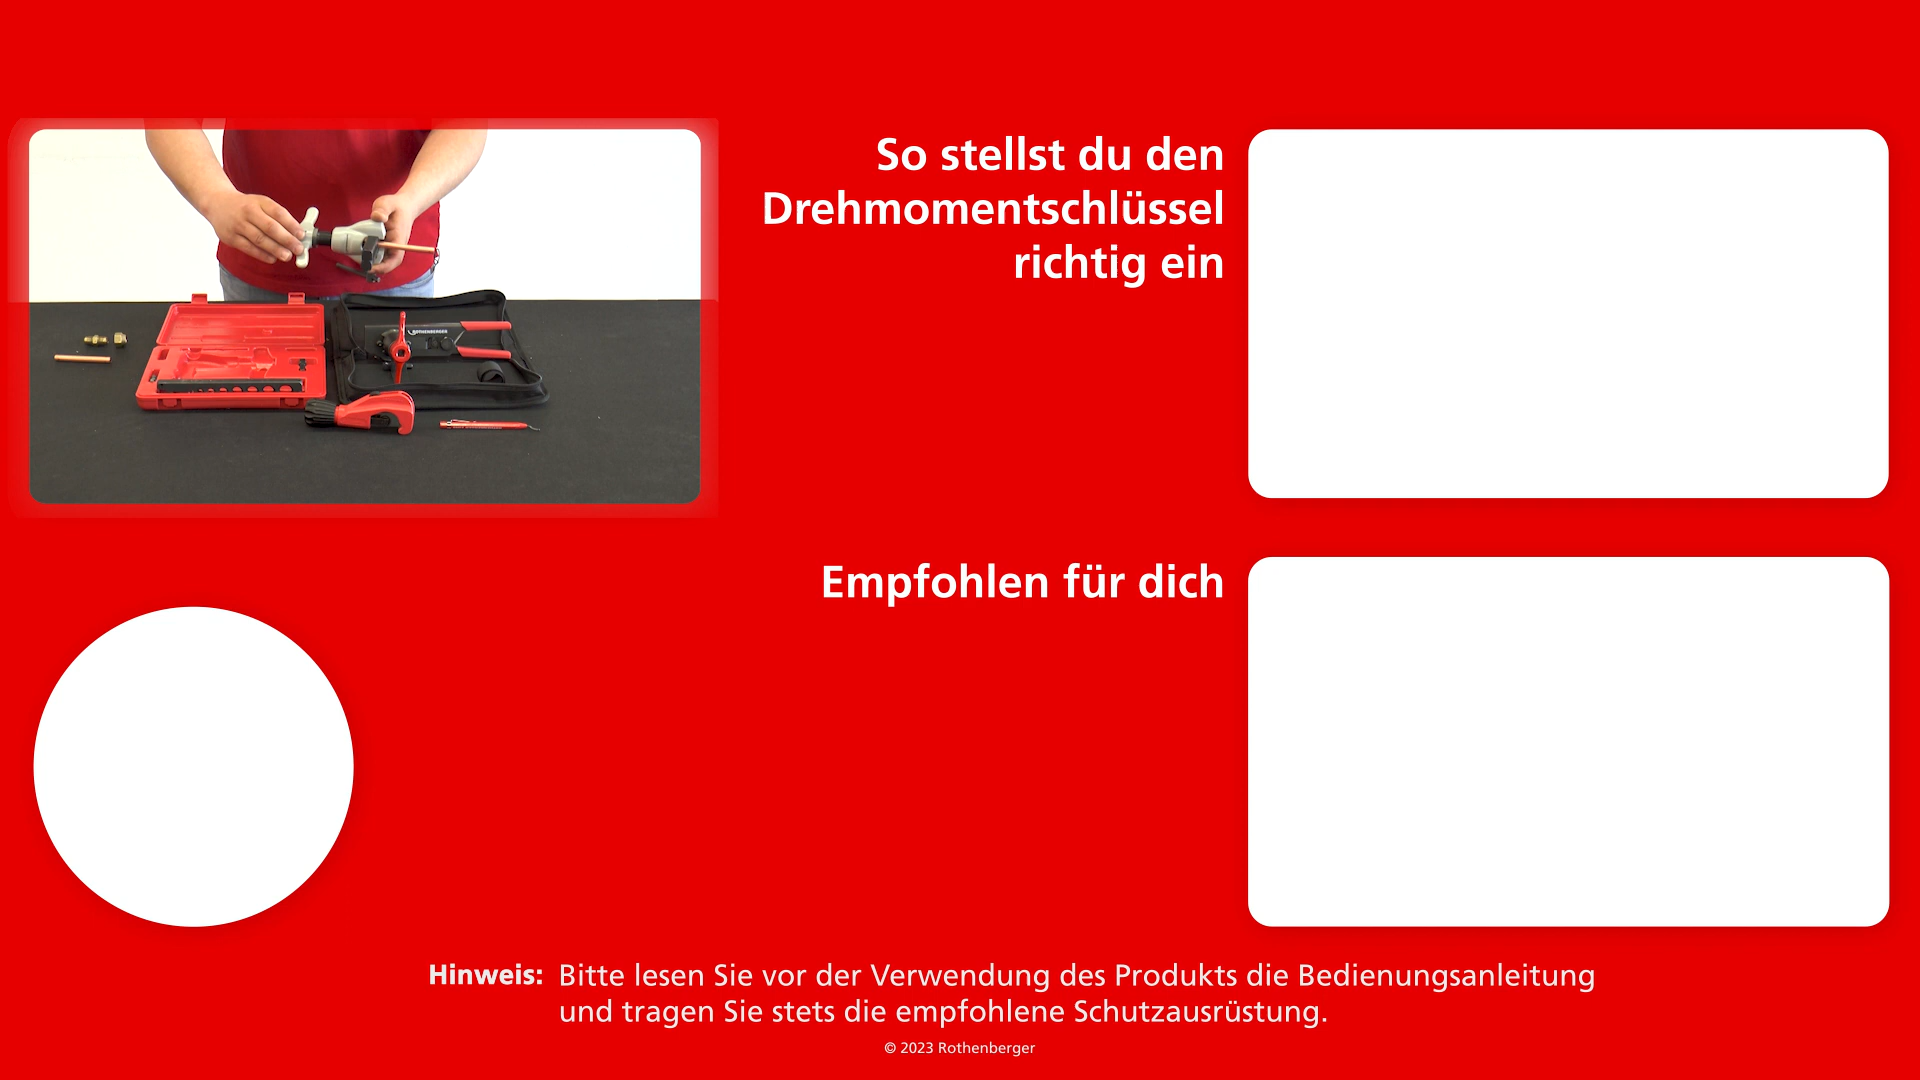 So stellst du den
Drehmomentschlüssel
richtig ein
ROTHENBERGER
Empfohlen für dich
Hinweis: Bitte lesen Sie vor der Verwendung des Produkts die Bedienungsanleitung
und tragen Sie stets die empfohlene Schutzausrüstung.
© 2023 Rothenberger